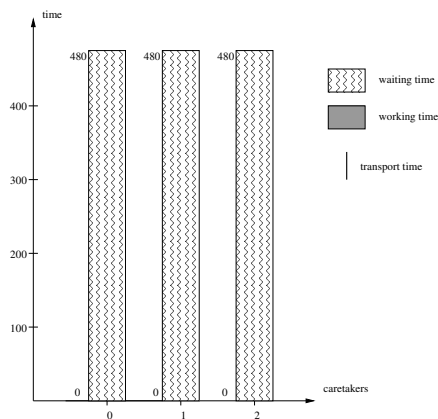 time
480 480 480
400
300
200
100
0 0 0
0 1 2
caretakers
waiting time
working time
transport time